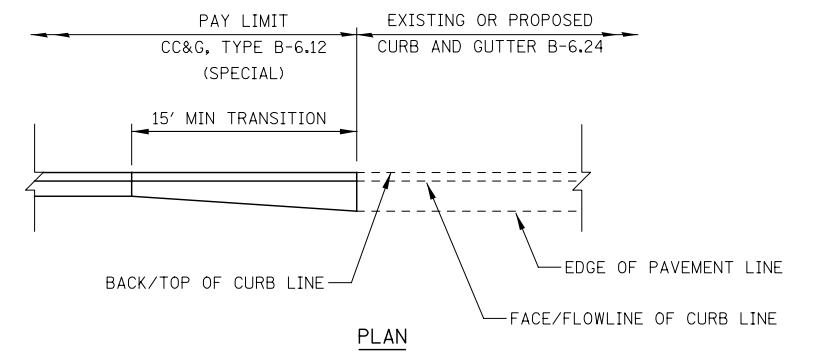 PAY LIMIT
CC&G, TYPE B-6.12
(SPECIAL)
EXISTING OR PROPOSED
CURB AND GUTTER B-6.24
15' MIN TRANSITION
BACK/TOP OF CURB LINE
EDGE OF PAVEMENT LINE
FACE/FLOWLINE OF CURB LINE
PLAN